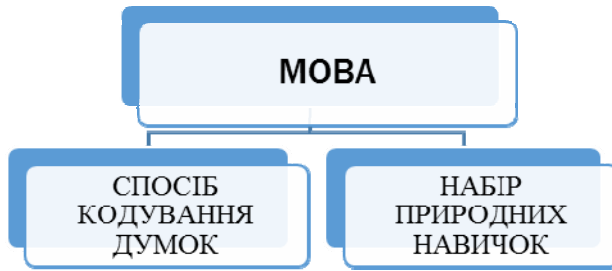 МОВА
СПОСІБ
КОДУВАННЯ
ДУМОК
НАБІР
ПРИРОДНИХ
НАВИЧОК